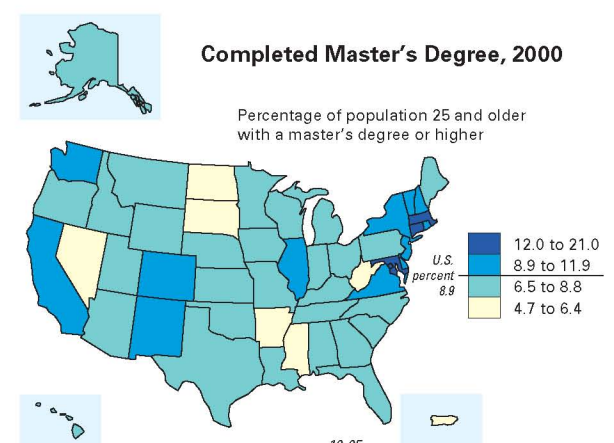 Completed Master's Degree, 2000
Percentage of population 25 and older
with a master's degree or higher
U.S.
percent
8.9
12.0 to 21.0
8.9 to 11.9
6.5 to 8.8
4.7 to 6.4